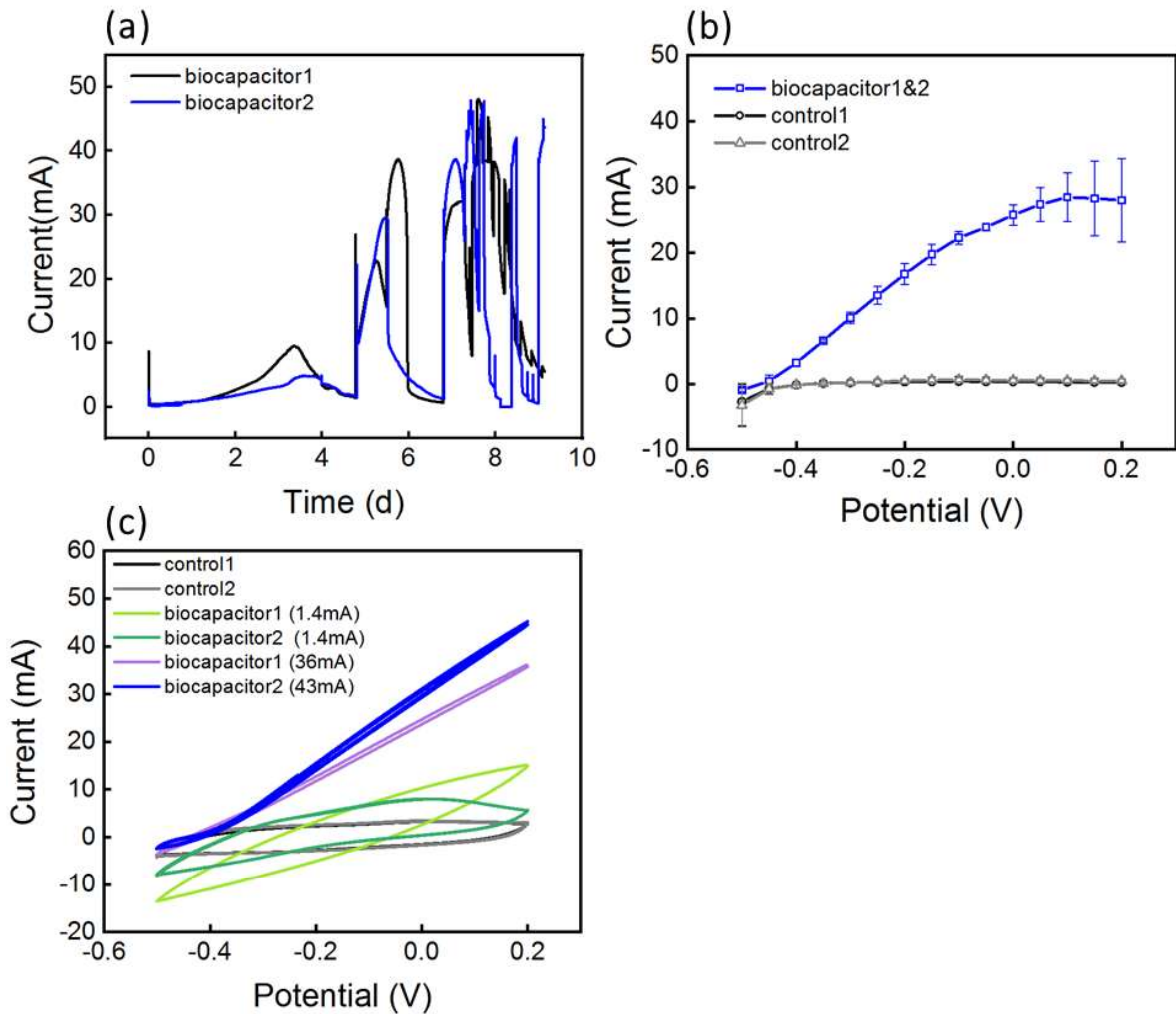 (a)
biocapacitor1
biocapacitor2
Current(mA)
50
40
30
20
10
0
0 2 4 6 8 10
Time (d)
(b)
biocapacitor1&2
control1
control2
Current (mA)
50
40
30
20
10
0
-10
-0.6 -0.4 -0.2 0.0 0.2
Potential (V)
(c)
control1
control2
biocapacitor1 (1.4mA)
biocapacitor2 (1.4mA)
biocapacitor1 (36mA)
biocapacitor2 (43mA)
Current (mA)
60
50
40
30
20
10
0
-10
-20
-0.6 -0.4 -0.2 0.0 0.2
Potential (V)